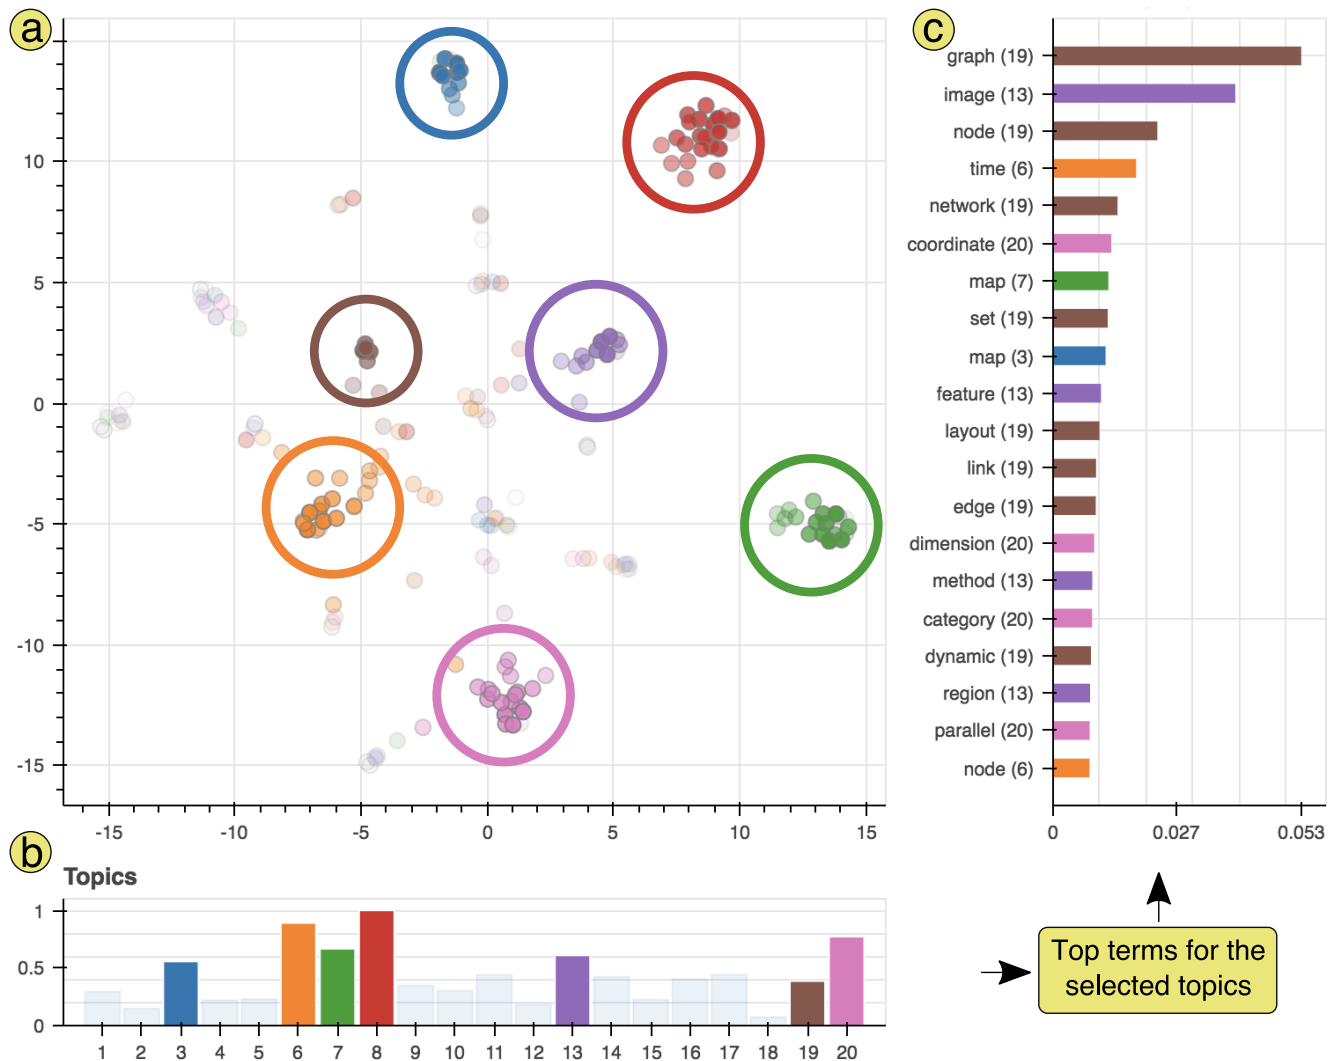 a
10
5
0
-5
-10
-15
-15
-10
-5
0
5
10
15
b
Topics
1
0.5
0
1
2
3
4
5
6
7
8
9
10
11
12
13
14
15
16
17
18
19
20
c
graph (19)
image (13)
node (19)
time (6)
network (19)
coordinate (20)
map (7)
set (19)
map (3)
feature (13)
layout (19)
link (19)
edge (19)
dimension (20)
method (13)
category (20)
dynamic (19)
region (13)
parallel (20)
node (6)
0
0.027
0.053
Top terms for the
selected topics